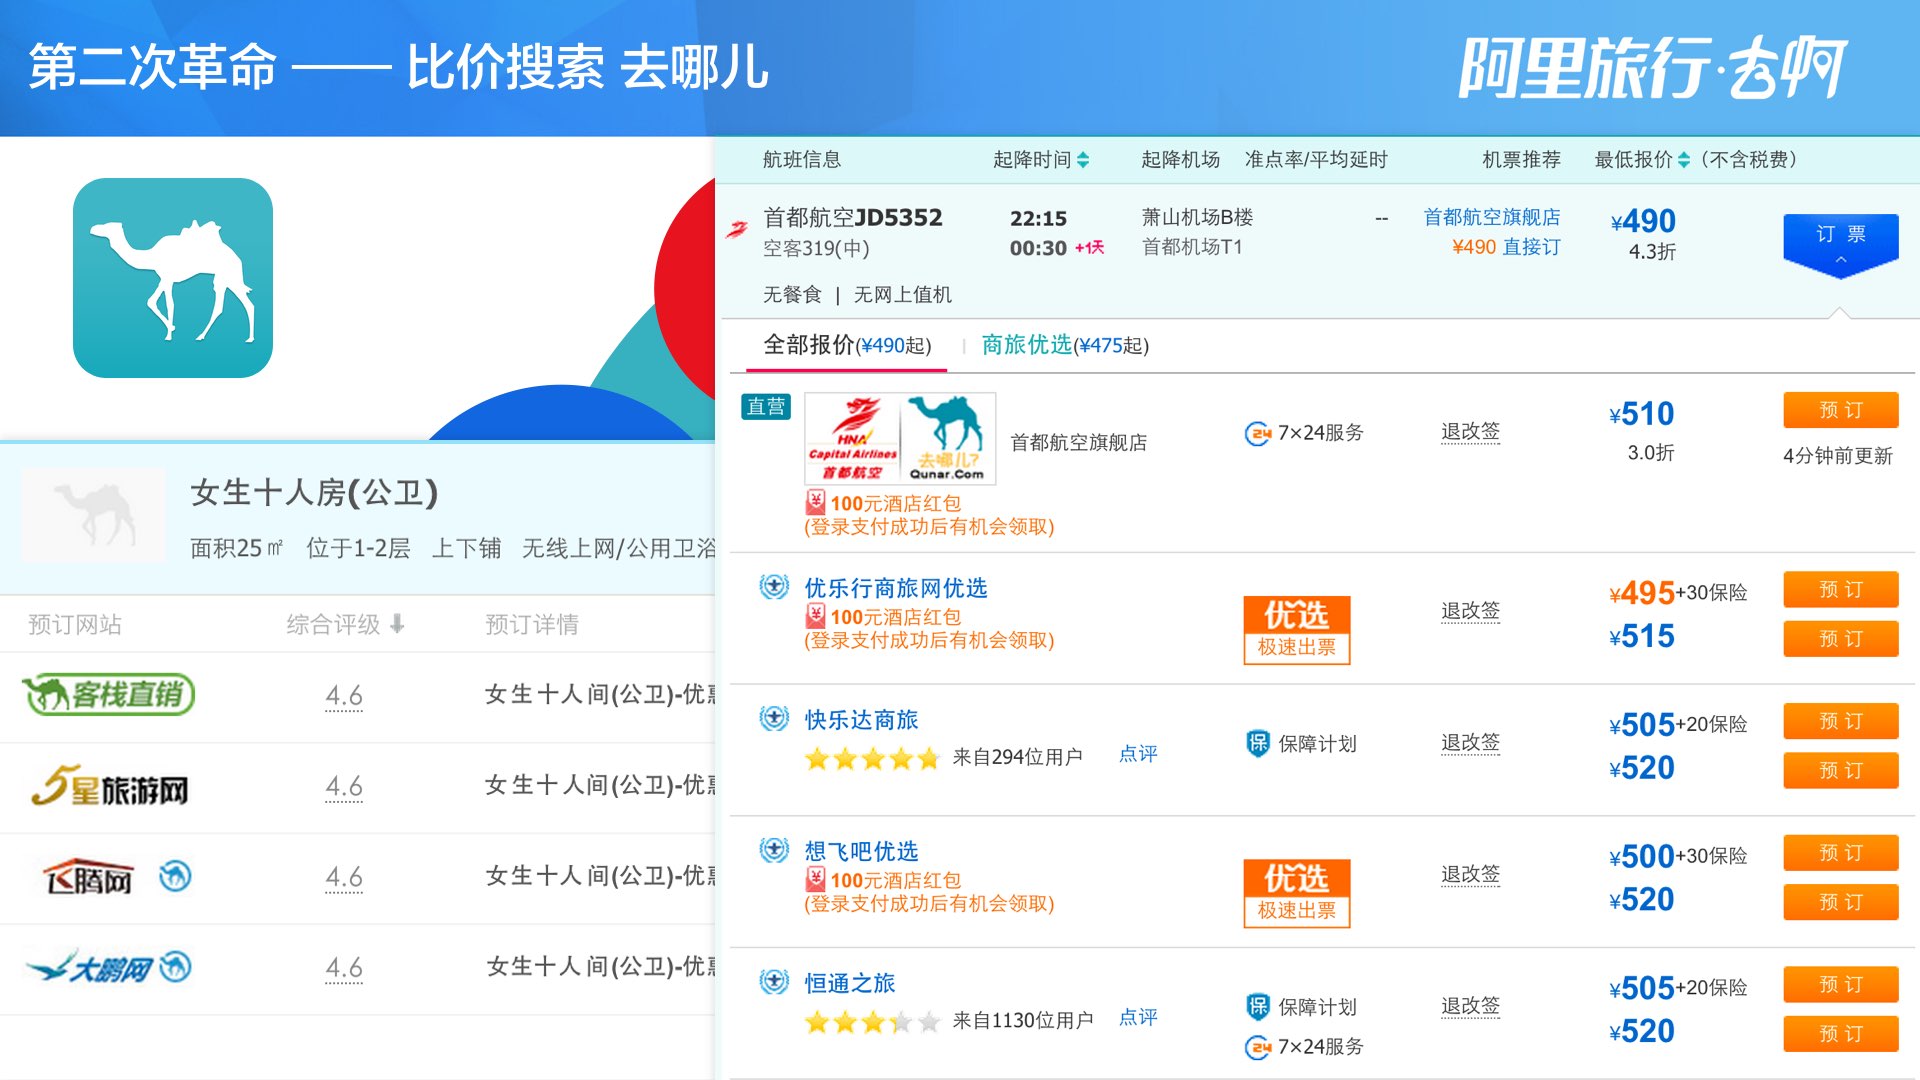 第二次革命 —— 比价搜索 去哪儿
阿里旅行·去啊
航班信息 起降时间 起降机场 准点率/平均延时 机票推荐 最低报价 (不含税费)
首都航空JD5352 22:15 萧山机场B楼 -- 首都航空旗舰店 ¥490 订 票
空客319(中) 00:30 +1天 首都机场T1 ¥490 直接订 4.3折
无餐食 | 无网上值机
全部报价(¥490起) 商旅优选(¥475起)
直营 HNA Capital Airlines 首都航空 去哪儿? Qunar.Com 首都航空旗舰店 24 7×24服务 退改签 ¥510 预 订
3.0折 4分钟前更新
100元酒店红包
(登录支付成功后有机会领取)
优乐行商旅网优选 优选 极速出票 退改签 ¥495+30保险 预 订
100元酒店红包
(登录支付成功后有机会领取) ¥515 预 订
快乐达商旅 保 保障计划 退改签 ¥505+20保险 预 订
来自294位用户 点评 ¥520 预 订
想飞吧优选 优选 极速出票 退改签 ¥500+30保险 预 订
100元酒店红包
(登录支付成功后有机会领取) ¥520 预 订
恒通之旅 保 保障计划 退改签 ¥505+20保险 预 订
来自1130位用户 点评 24 7×24服务 ¥520 预 订
女生十人房(公卫)
面积25㎡ 位于1-2层 上下铺 无线上网/公用卫浴
预订网站 综合评级 预订详情
客栈直销 4.6 女生十人间(公卫)-优惠
5星旅游网 4.6 女生十人间(公卫)-优惠
飞腾网 4.6 女生十人间(公卫)-优惠
大鹏网 4.6 女生十人间(公卫)-优惠